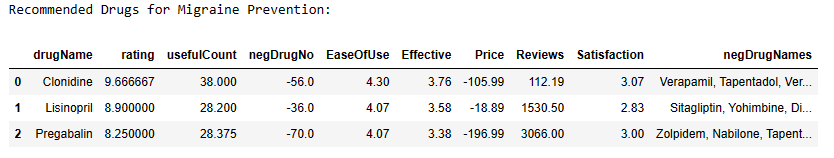 Recommended Drugs for Migraine Prevention:
drugName rating usefulCount negDrugNo EaseOfUse Effective Price Reviews Satisfaction negDrugNames
0 Clonidine 9.666667 38.000 -56.0 4.30 3.76 -105.99 112.19 3.07 Verapamil, Tapentadol, Ver...
1 Lisinopril 8.900000 28.200 -36.0 4.07 3.58 -18.89 1530.50 2.83 Sitagliptin, Yohimbine, Di...
2 Pregabalin 8.250000 28.375 -70.0 4.07 3.38 -196.99 3066.00 3.00 Zolpidem, Nabilone, Tapent...